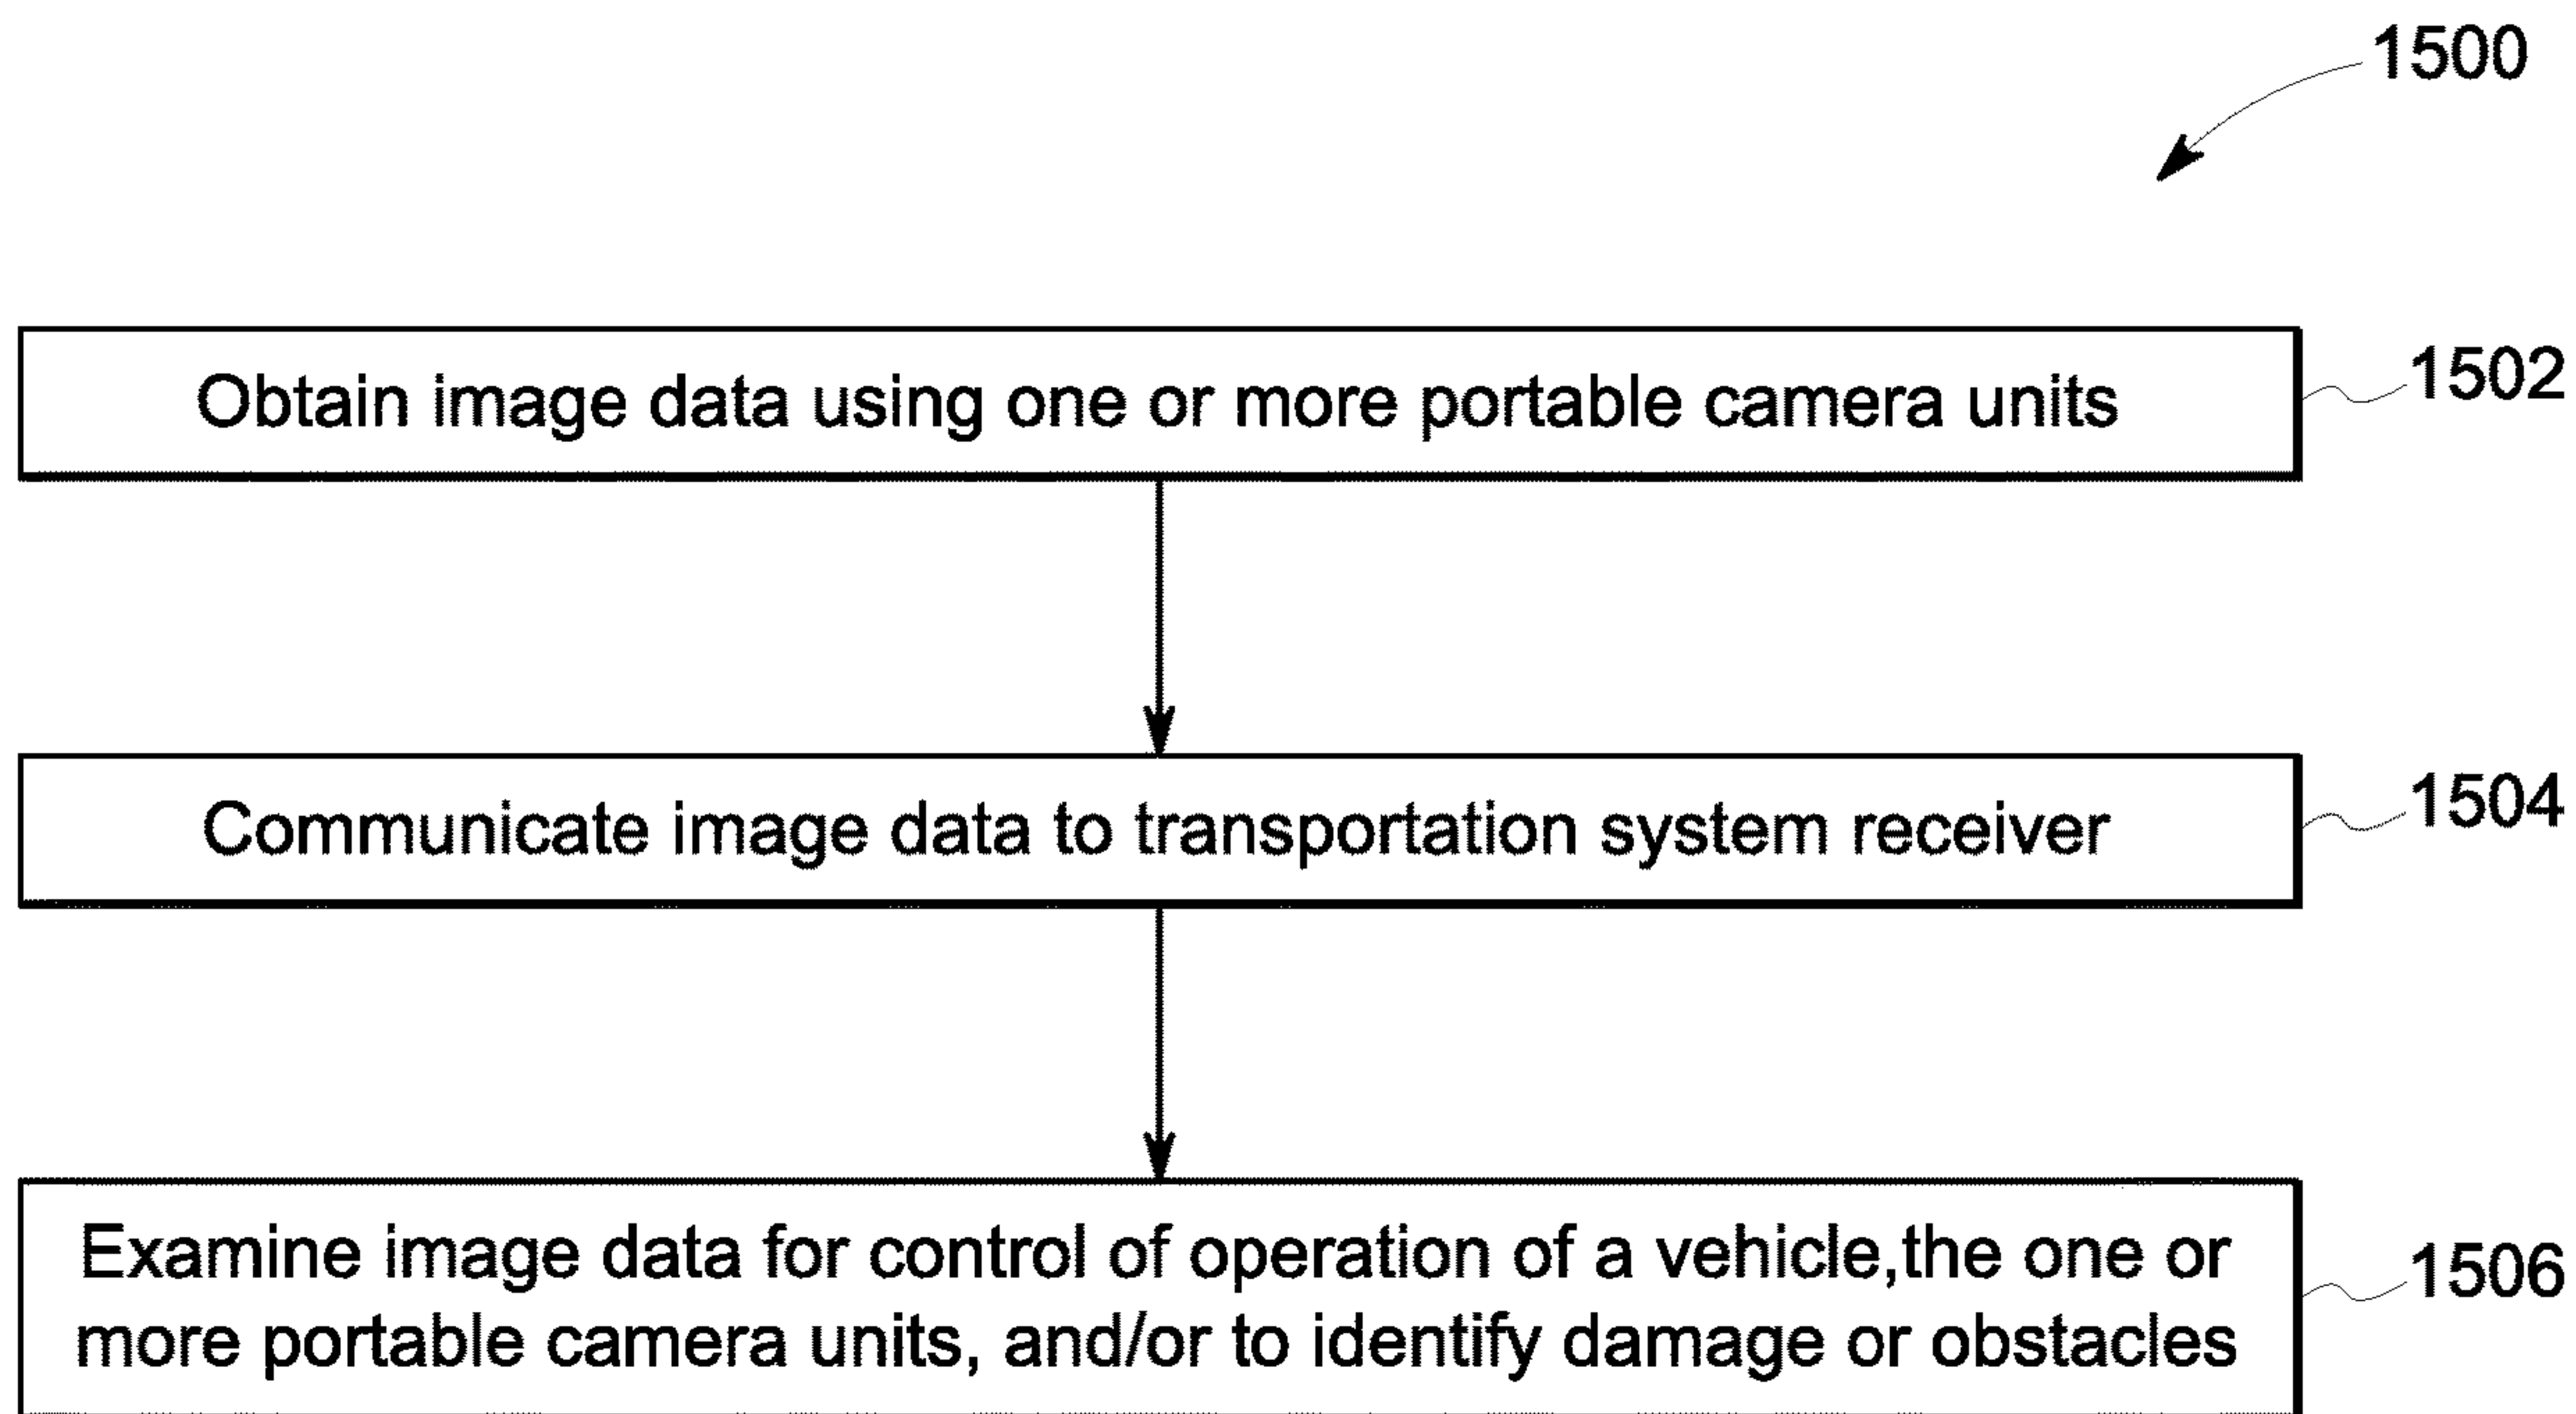 1500
Obtain image data using one or more portable camera units
1502
Communicate image data to transportation system receiver
1504
Examine image data for control of operation of a vehicle,the one or
more portable camera units, and/or to identify damage or obstacles
1506